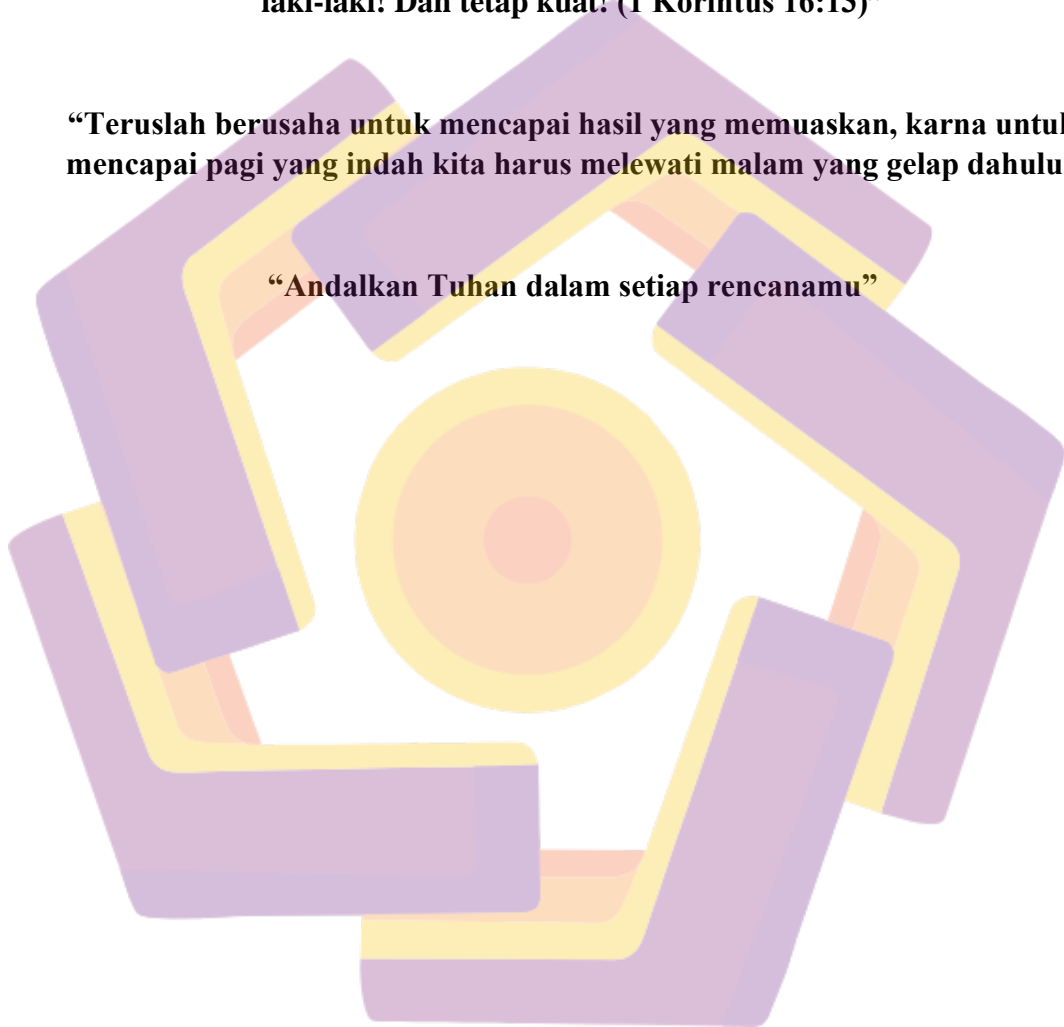 laki-laki! Dan tetap kuat! (1 Korintus 16:13)”
“Teruslah berusaha untuk mencapai hasil yang memuaskan, karna untuk
mencapai pagi yang indah kita harus melewati malam yang gelap dahulu
“Andalkan Tuhan dalam setiap rencanamu”